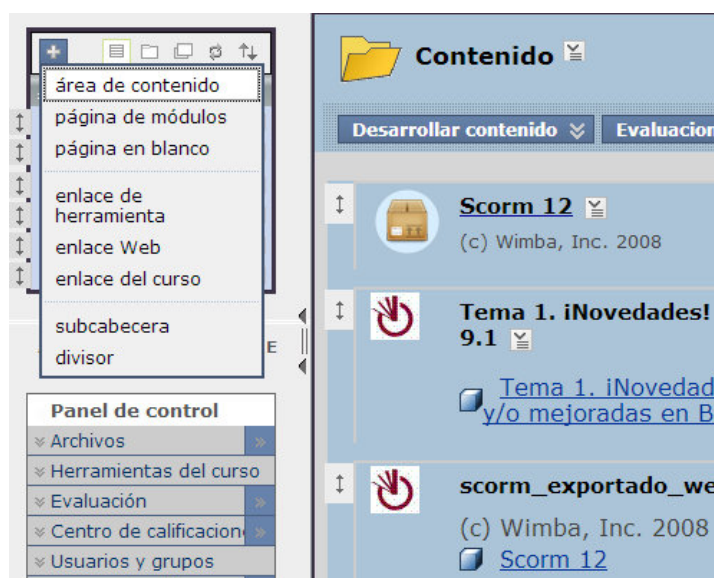 área de contenido
página de módulos
página en blanco
enlace de
herramienta
enlace Web
enlace del curso
subcabecera
divisor
E
Panel de control
Archivos
Herramientas del curso
Evaluación
Centro de calificacion
Usuarios y grupos
Contenido
Desarrollar contenido
Evaluacion
Scorm 12
(c) Wimba, Inc. 2008
Tema 1. ¡Novedades!
9.1
Tema 1. ¡Novedad
y/o mejoradas en B
scorm_exportado_we
(c) Wimba, Inc. 2008
Scorm 12